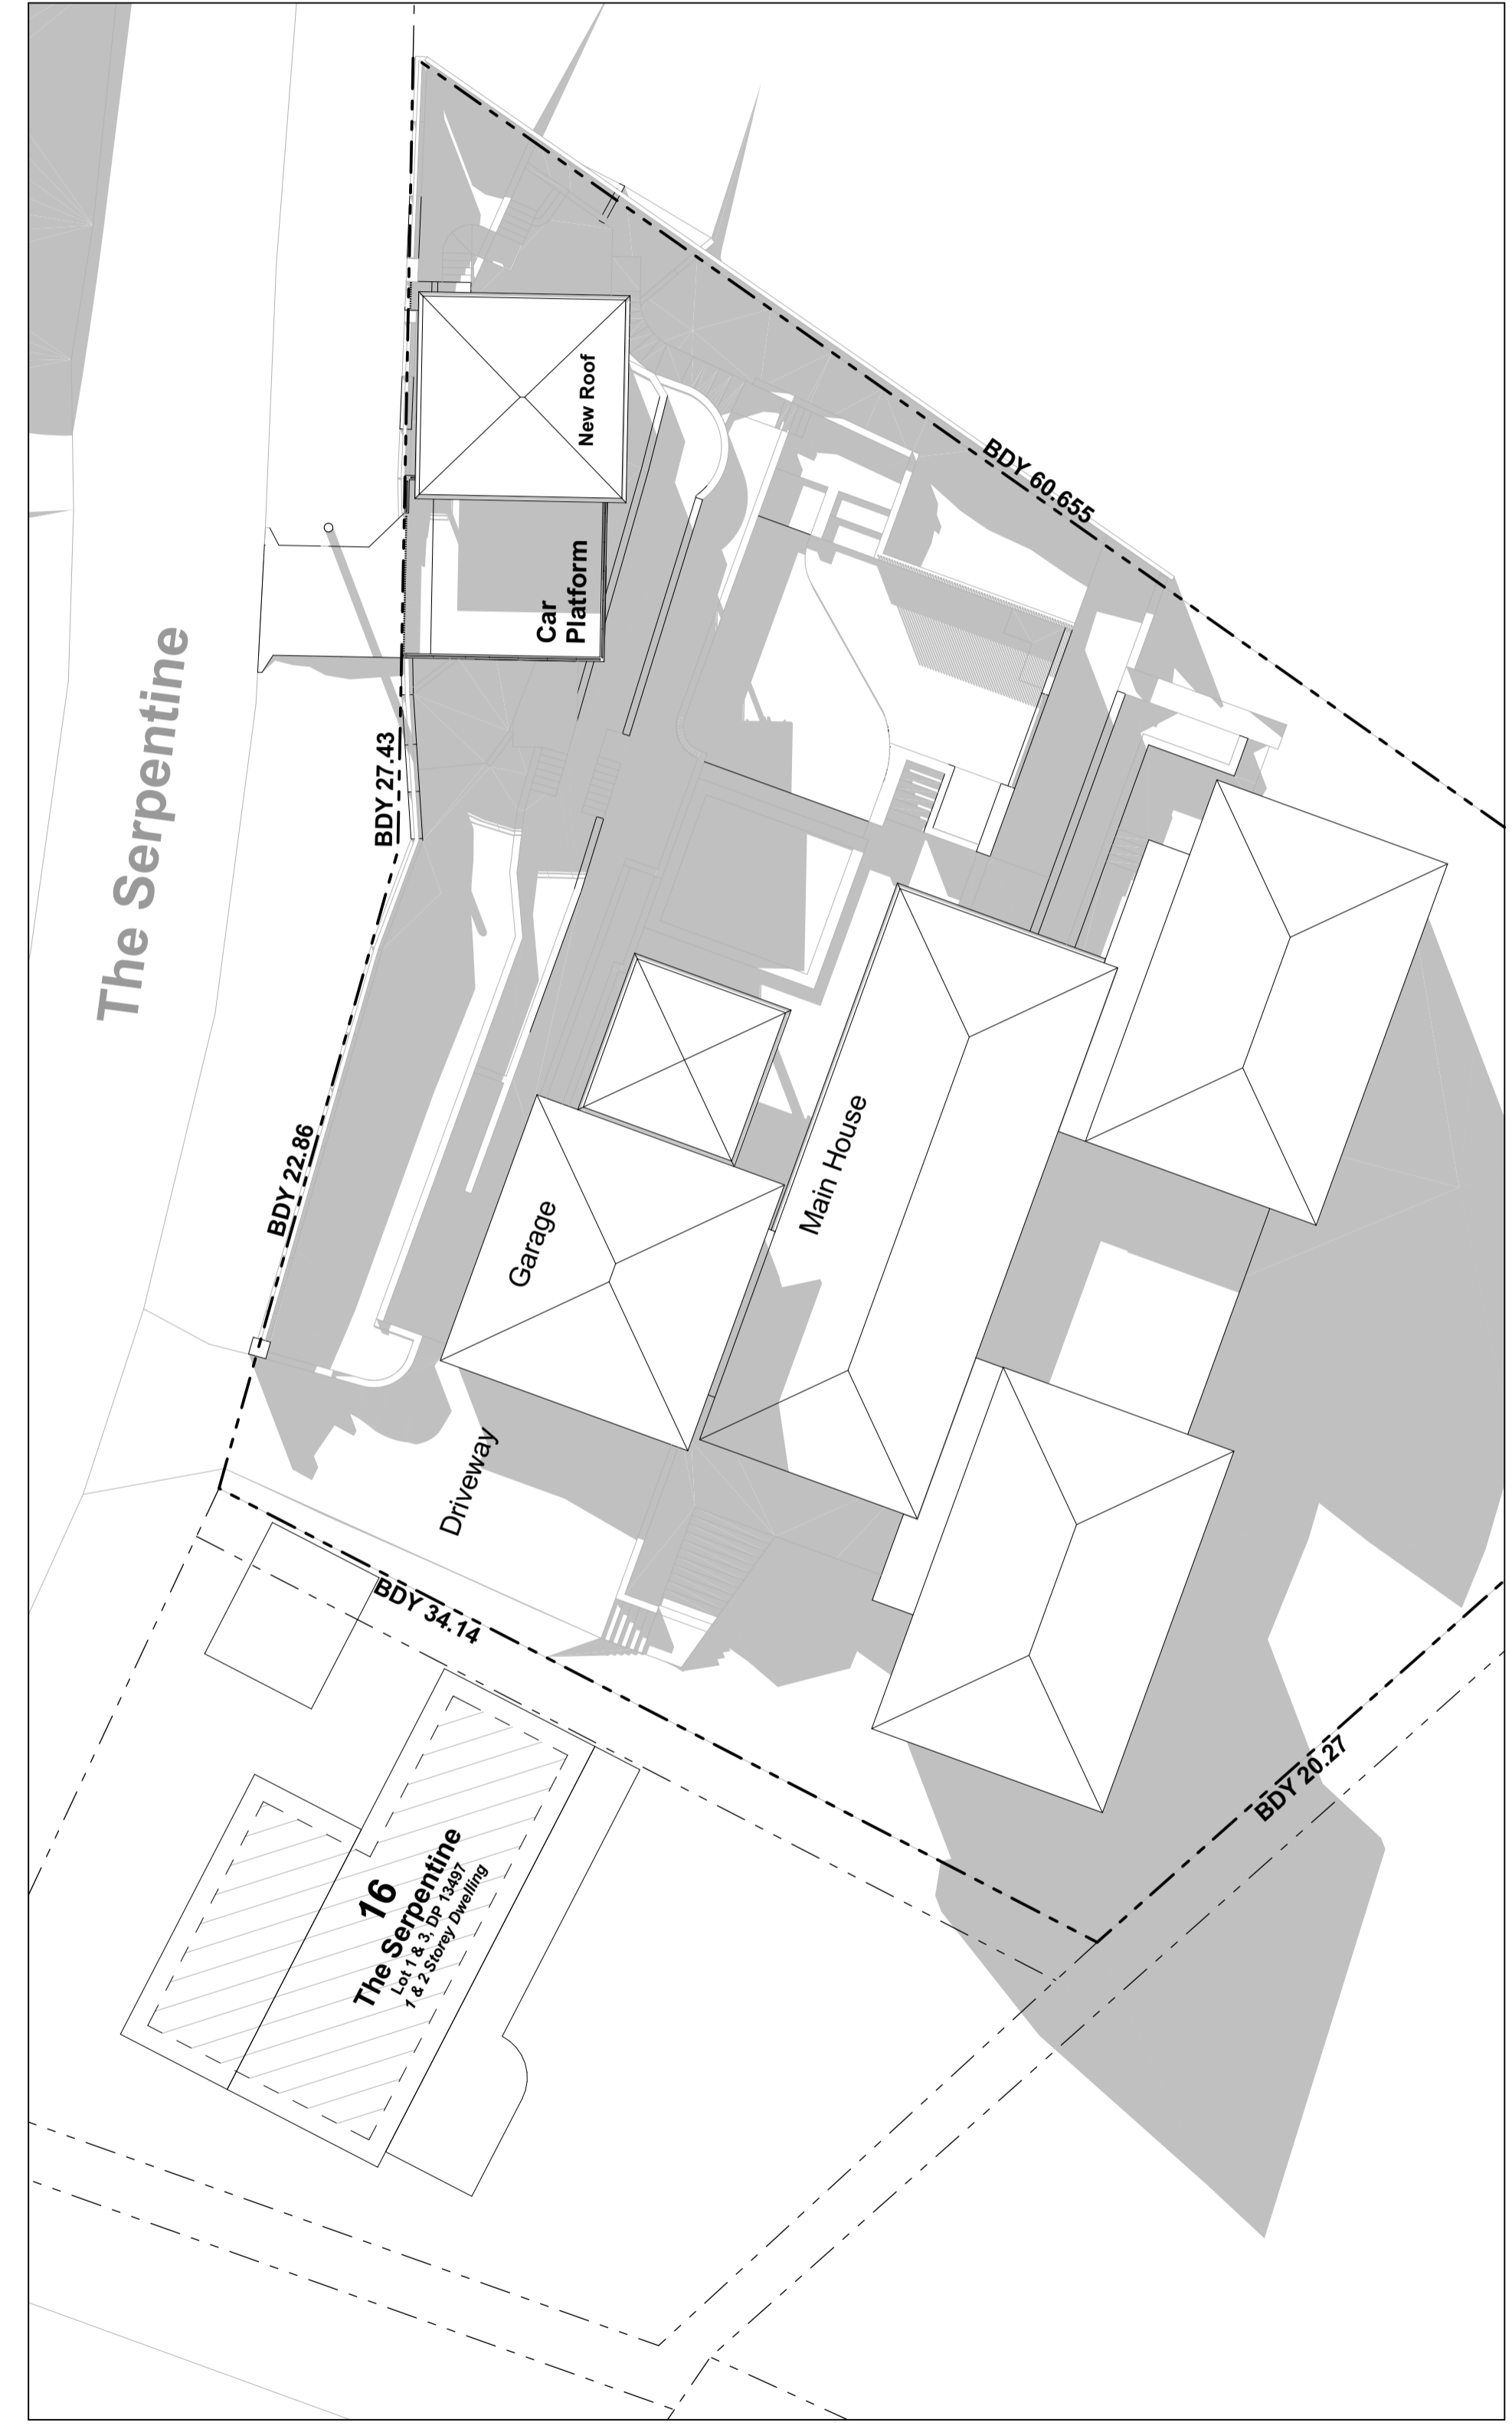 The Serpentine
New Roof
Car
Platform
BDY 60.655
BDY 27.43
BDY 22.86
Garage
Main House
Driveway
BDY 34.14
BDY 20.27
16
The Serpentine
Lot 1 & 3, DP 13497
1 & 2 Storey Dwelling